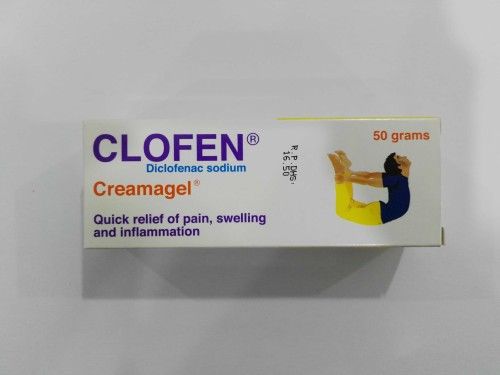 CLOFEN®
Diclofenac sodium
Creamagel®
Quick relief of pain, swelling
and inflammation
R.P:DHS.
16.50
50 grams